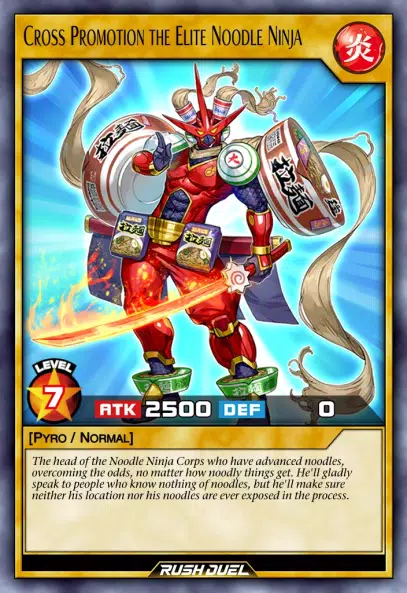 Cross Promotion the Elite Noodle Ninja
炎
LEVEL
7
ATK 2500 DEF 0
[Pyro / Normal]
The head of the Noodle Ninja Corps who have advanced noodles,
overcoming the odds, no matter how noodly things get. He'll gladly
speak to people who know nothing of noodles, but he'll make sure
neither his location nor his noodles are ever exposed in the process.
RUSH DUEL